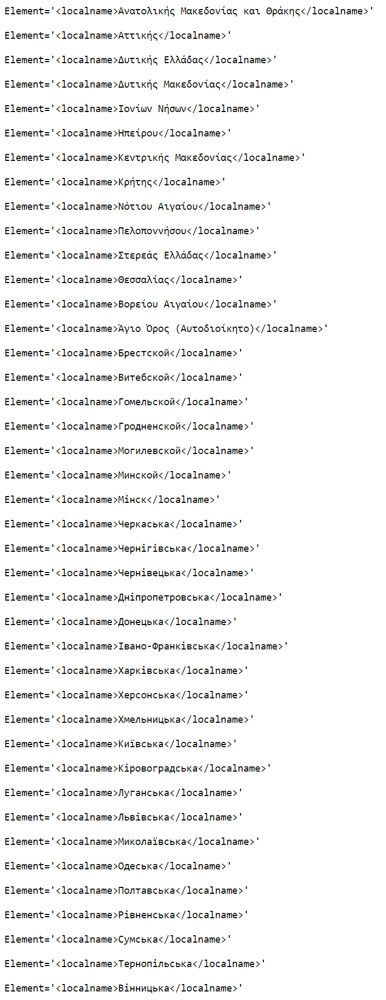 Element='<localname>Ανατολικής Μακεδονίας και Θράκης</localname>'
Element='<localname>Αττικής</localname>'
Element='<localname>Δυτικής Ελλάδας</localname>'
Element='<localname>Δυτικής Μακεδονίας</localname>'
Element='<localname>Ιονίων Νήσων</localname>'
Element='<localname>Ηπείρου</localname>'
Element='<localname>Κεντρικής Μακεδονίας</localname>'
Element='<localname>Κρήτης</localname>'
Element='<localname>Νότιου Αιγαίου</localname>'
Element='<localname>Πελοποννήσου</localname>'
Element='<localname>Στερεάς Ελλάδας</localname>'
Element='<localname>Θεσσαλίας</localname>'
Element='<localname>Βορείου Αιγαίου</localname>'
Element='<localname>Άγιο Όρος (Αυτοδιοίκητο)</localname>'
Element='<localname>Брестской</localname>'
Element='<localname>Витебской</localname>'
Element='<localname>Гомельской</localname>'
Element='<localname>Гродненской</localname>'
Element='<localname>Могилевской</localname>'
Element='<localname>Минской</localname>'
Element='<localname>Мінск</localname>'
Element='<localname>Черкаська</localname>'
Element='<localname>Чернігівська</localname>'
Element='<localname>Чернівецька</localname>'
Element='<localname>Дніпропетровська</localname>'
Element='<localname>Донецька</localname>'
Element='<localname>Івано-Франківська</localname>'
Element='<localname>Харківська</localname>'
Element='<localname>Херсонська</localname>'
Element='<localname>Хмельницька</localname>'
Element='<localname>Київська</localname>'
Element='<localname>Кіровоградська</localname>'
Element='<localname>Луганська</localname>'
Element='<localname>Львівська</localname>'
Element='<localname>Миколаївська</localname>'
Element='<localname>Одеська</localname>'
Element='<localname>Полтавська</localname>'
Element='<localname>Рівненська</localname>'
Element='<localname>Сумська</localname>'
Element='<localname>Тернопільська</localname>'
Element='<localname>Вінницька</localname>'